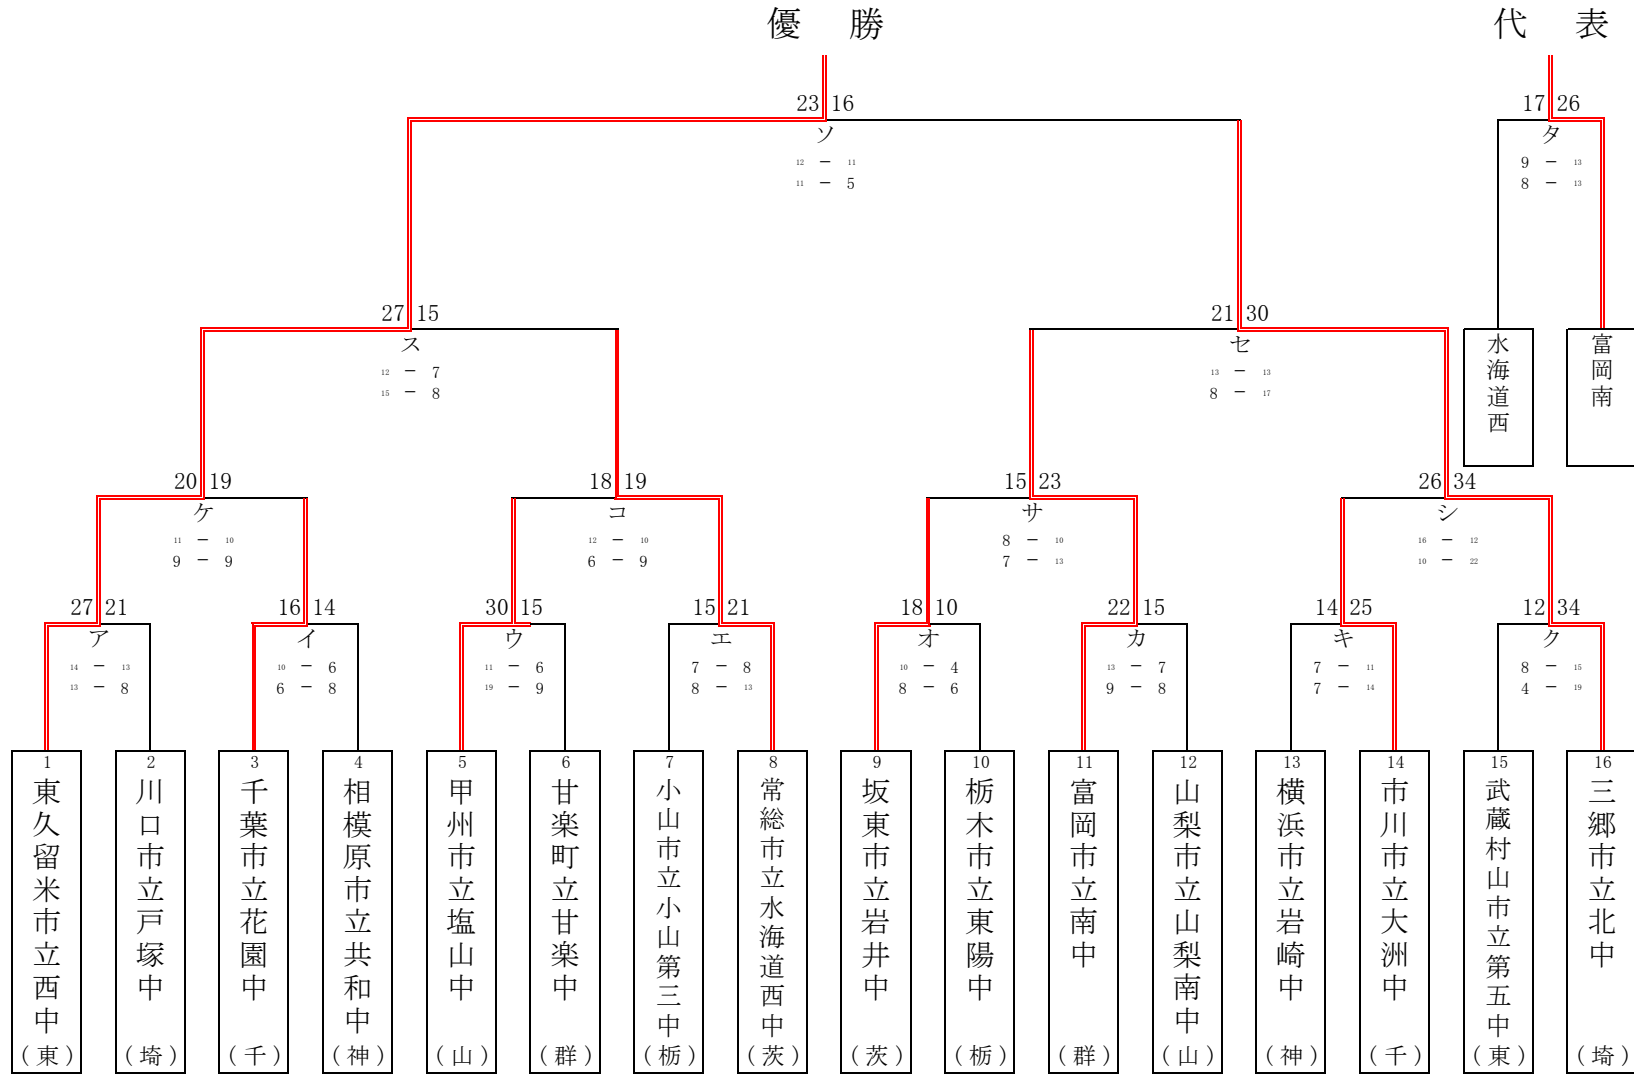 優勝 代表
23 16 17 26
ソ タ
12 － 11 9 － 13
11 － 5 8 － 13
27 15 21 30
ス セ
12 － 7 13 － 13
15 － 8 8 － 17
水海道西
富岡南
20 19 18 19 15 23 26 34
ケ コ サ シ
11 － 10 12 － 10 8 － 10 16 － 12
9 － 9 6 － 9 7 － 13 10 － 22
27 21 16 14 30 15 15 21 18 10 22 15 14 25 12 34
ア イ ウ エ オ カ キ ク
14 － 13 10 － 6 11 － 6 7 － 8 10 － 4 13 － 7 7 － 11 8 － 15
13 － 8 6 － 8 19 － 9 8 － 13 8 － 6 9 － 8 7 － 14 4 － 19
1 東久留米市立西中 （東）
2 川口市立戸塚中 （埼）
3 千葉市立花園中 （千）
4 相模原市立共和中 （神）
5 甲州市立塩山中 （山）
6 甘楽町立甘楽中 （群）
7 小山市立小山第三中 （栃）
8 常総市立水海道西中 （茨）
9 坂東市立岩井中 （茨）
10 栃木市立東陽中 （栃）
11 富岡市立南中 （群）
12 山梨市立山梨南中 （山）
13 横浜市立岩崎中 （神）
14 市川市立大洲中 （千）
15 武蔵村山市立第五中 （東）
16 三郷市立北中 （埼）